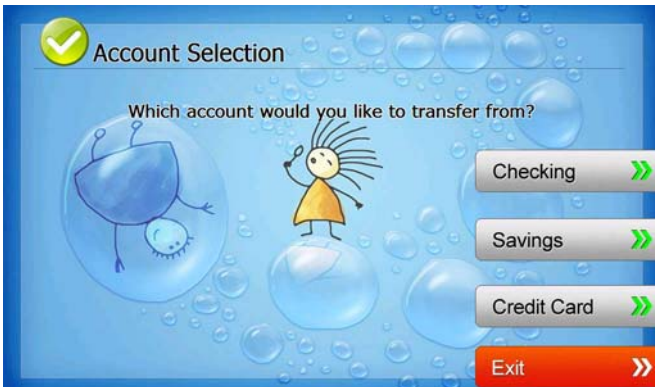 Account Selection
Which account would you like to transfer from?
Checking
Savings
Credit Card
Exit